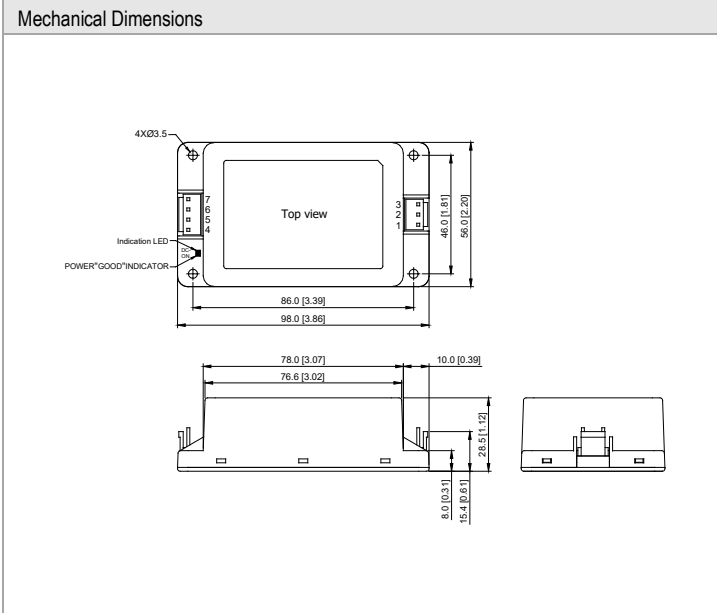 Mechanical Dimensions
4XØ3.5
7
6
5
4
Top view
3
2
1
46.0 [1.81]
56.0 [2.20]
Indication LED
DC
ON
POWER"GOOD"INDICATOR
86.0 [3.39]
98.0 [3.86]
78.0 [3.07]
10.0 [0.39]
76.6 [3.02]
28.5 [1.12]
8.0 [0.31]
15.4 [0.61]